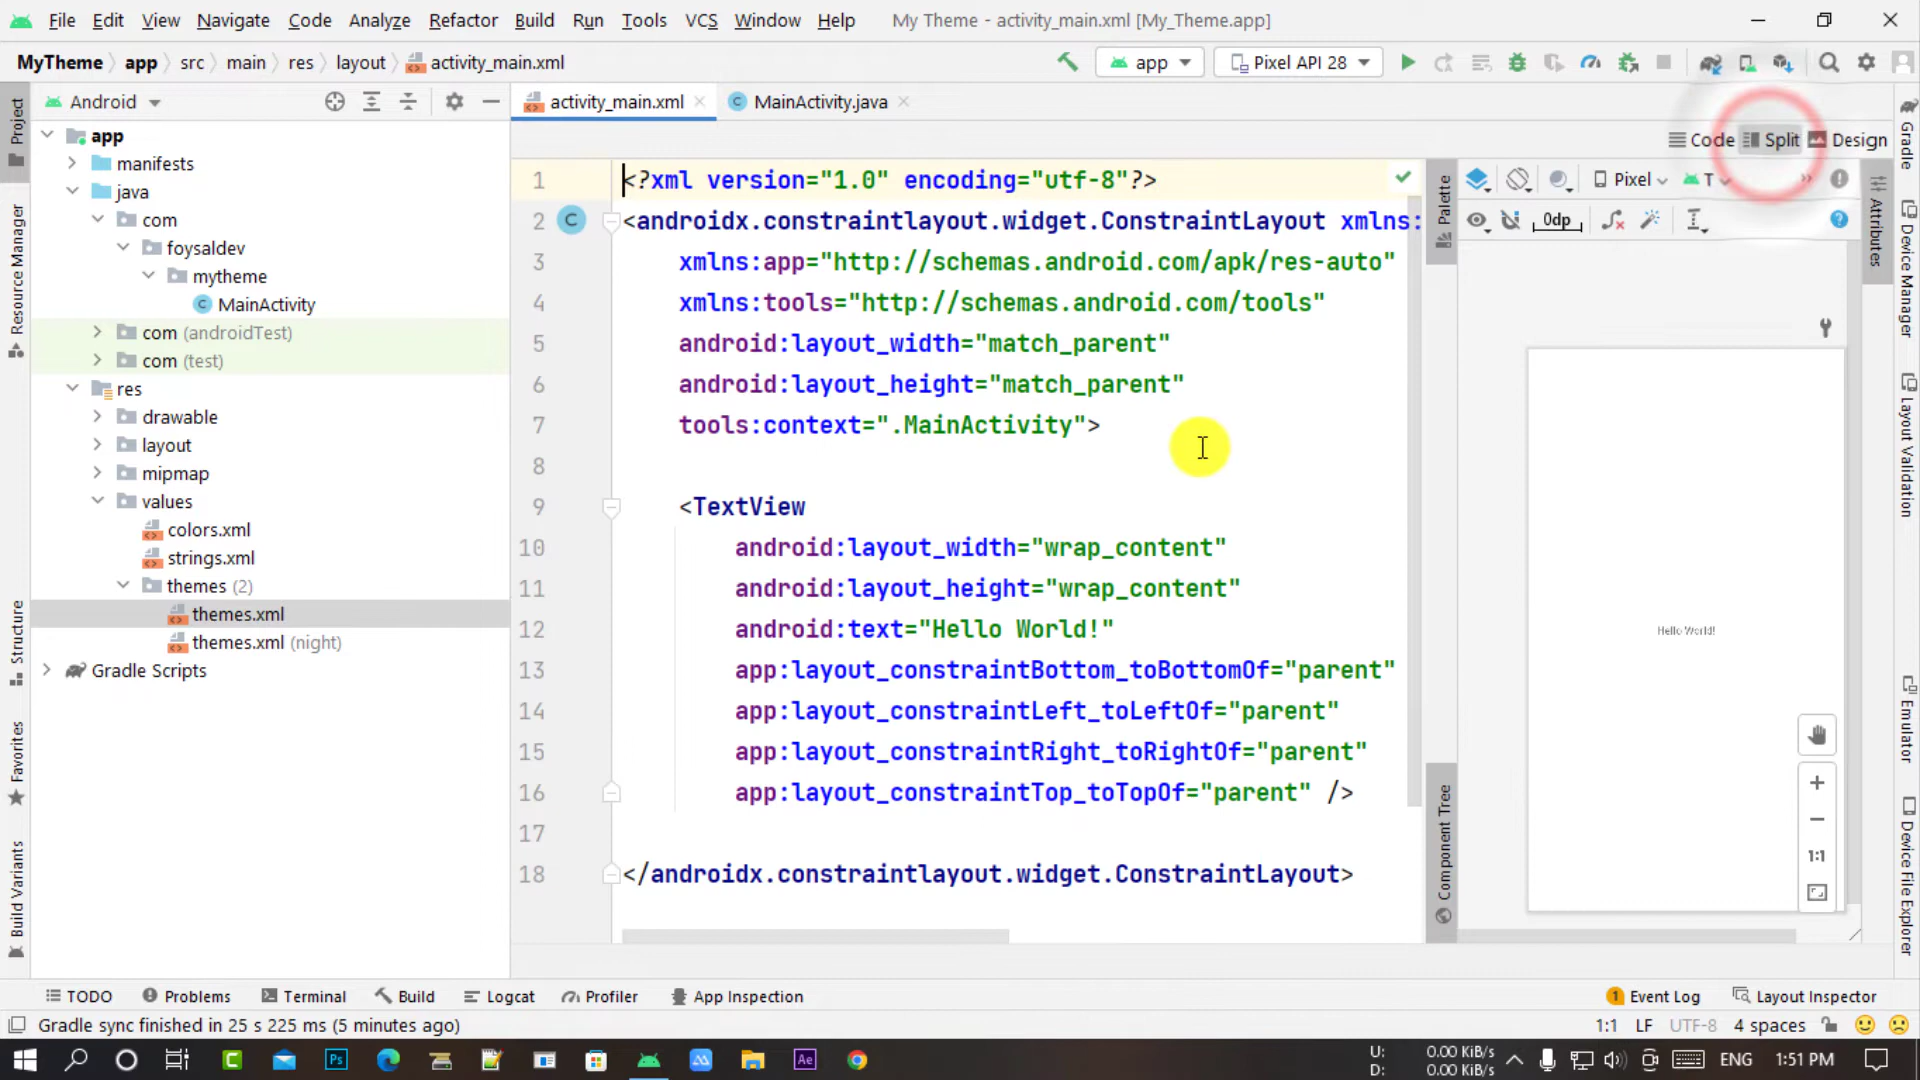 File Edit View Navigate Code Analyze Refactor Build Run Tools VCS Window Help My Theme - activity_main.xml [My_Theme.app]
MyTheme app src main res layout activity_main.xml app Pixel API 28
Android activity_main.xml MainActivity.java
Code Split Design
Project
Resource Manager
Structure
Favorites
Build Variants
app
manifests
java
com
foysaldev
mytheme
MainActivity
com (androidTest)
com (test)
res
drawable
layout
mipmap
values
colors.xml
strings.xml
themes (2)
themes.xml
themes.xml (night)
Gradle Scripts
1 <?xml version="1.0" encoding="utf-8"?>
2 C <androidx.constraintlayout.widget.ConstraintLayout xmlns:
3 xmlns:app="http://schemas.android.com/apk/res-auto"
4 xmlns:tools="http://schemas.android.com/tools"
5 android:layout_width="match_parent"
6 android:layout_height="match_parent"
7 tools:context=".MainActivity">
8
9 <TextView
10 android:layout_width="wrap_content"
11 android:layout_height="wrap_content"
12 android:text="Hello World!"
13 app:layout_constraintBottom_toBottomOf="parent"
14 app:layout_constraintLeft_toLeftOf="parent"
15 app:layout_constraintRight_toRightOf="parent"
16 app:layout_constraintTop_toTopOf="parent" />
17
18 </androidx.constraintlayout.widget.ConstraintLayout>
Palette
Component Tree
Pixel T
0dp
Hello World!
1:1
Attributes
Gradle
Device Manager
Layout Validation
Emulator
Device File Explorer
TODO Problems Terminal Build Logcat Profiler App Inspection 1 Event Log Layout Inspector
Gradle sync finished in 25 s 225 ms (5 minutes ago) 1:1 LF UTF-8 4 spaces
C Ps Ae U: 0.00 KiB/s ENG 1:51 PM
D: 0.00 KiB/s